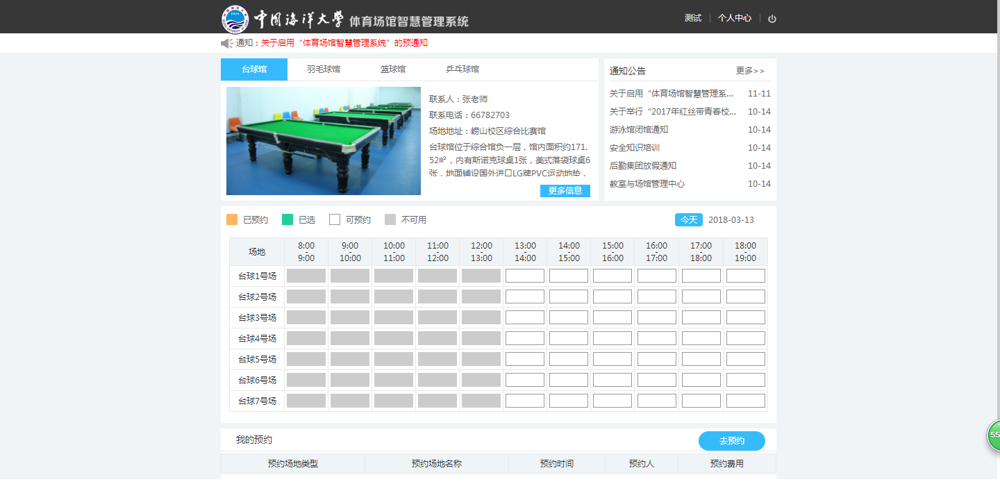 中国海洋大学 体育场馆智慧管理系统
测试 个人中心
通知：关于启用“体育场馆智慧管理系统”的预通知
台球馆 羽毛球馆 篮球馆 乒乓球馆
联系人：张老师
联系电话：66782703
场地地址：崂山校区综合比赛馆
台球馆位于综合馆负一层，馆内面积约171.
52㎡，内有斯诺克球桌1张，美式落袋球桌6
张，地面铺设国外进口LG牌PVC运动地垫，
更多信息
通知公告 更多>>
关于启用“体育场馆智慧管理系... 11-11
关于举行“2017年红丝带青春校... 10-14
游泳馆闭馆通知 10-14
安全知识培训 10-14
后勤集团放假通知 10-14
教室与场馆管理中心 10-14
已预约 已选 可预约 不可用
今天 2018-03-13
场地 8:00-9:00 9:00-10:00 10:00-11:00 11:00-12:00 12:00-13:00 13:00-14:00 14:00-15:00 15:00-16:00 16:00-17:00 17:00-18:00 18:00-19:00
台球1号场
台球2号场
台球3号场
台球4号场
台球5号场
台球6号场
台球7号场
我的预约 去预约
预约场地类型 预约场地名称 预约时间 预约人 预约费用